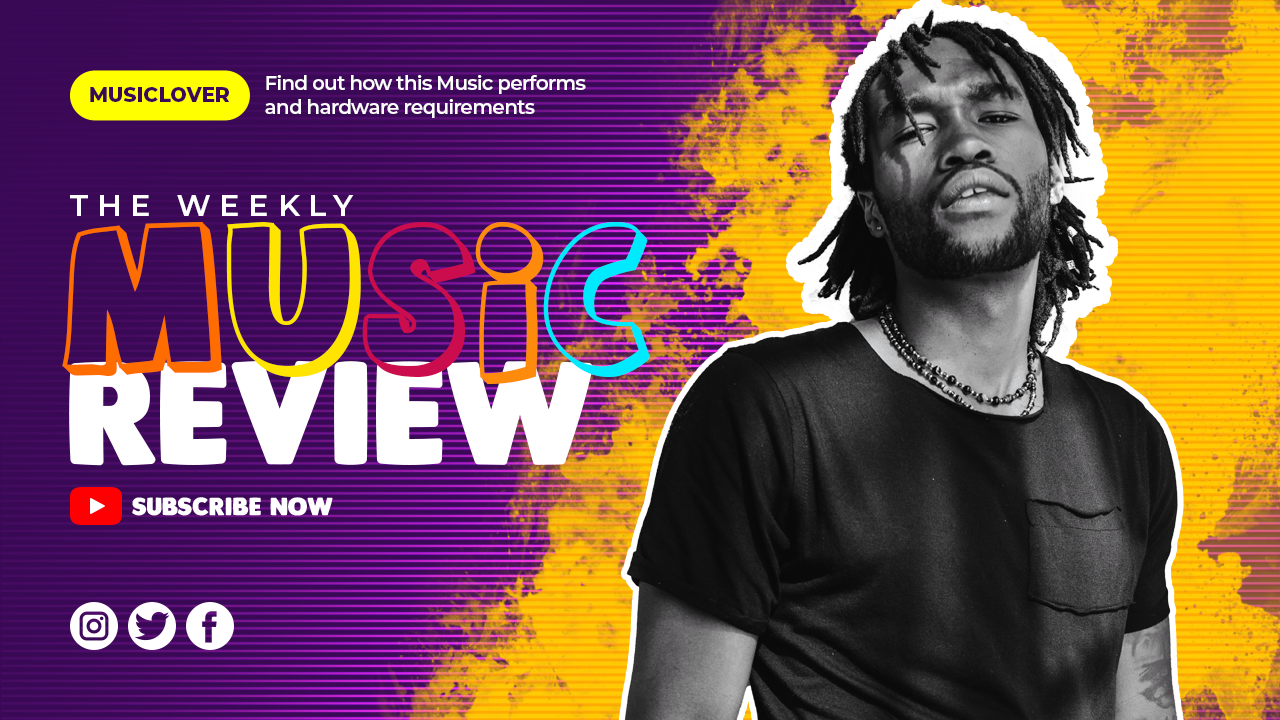 MUSICLOVER
Find out how this Music performs
and hardware requirements
THE WEEKLY
MUSiC
REVIEW
SUBSCRIBE NOW